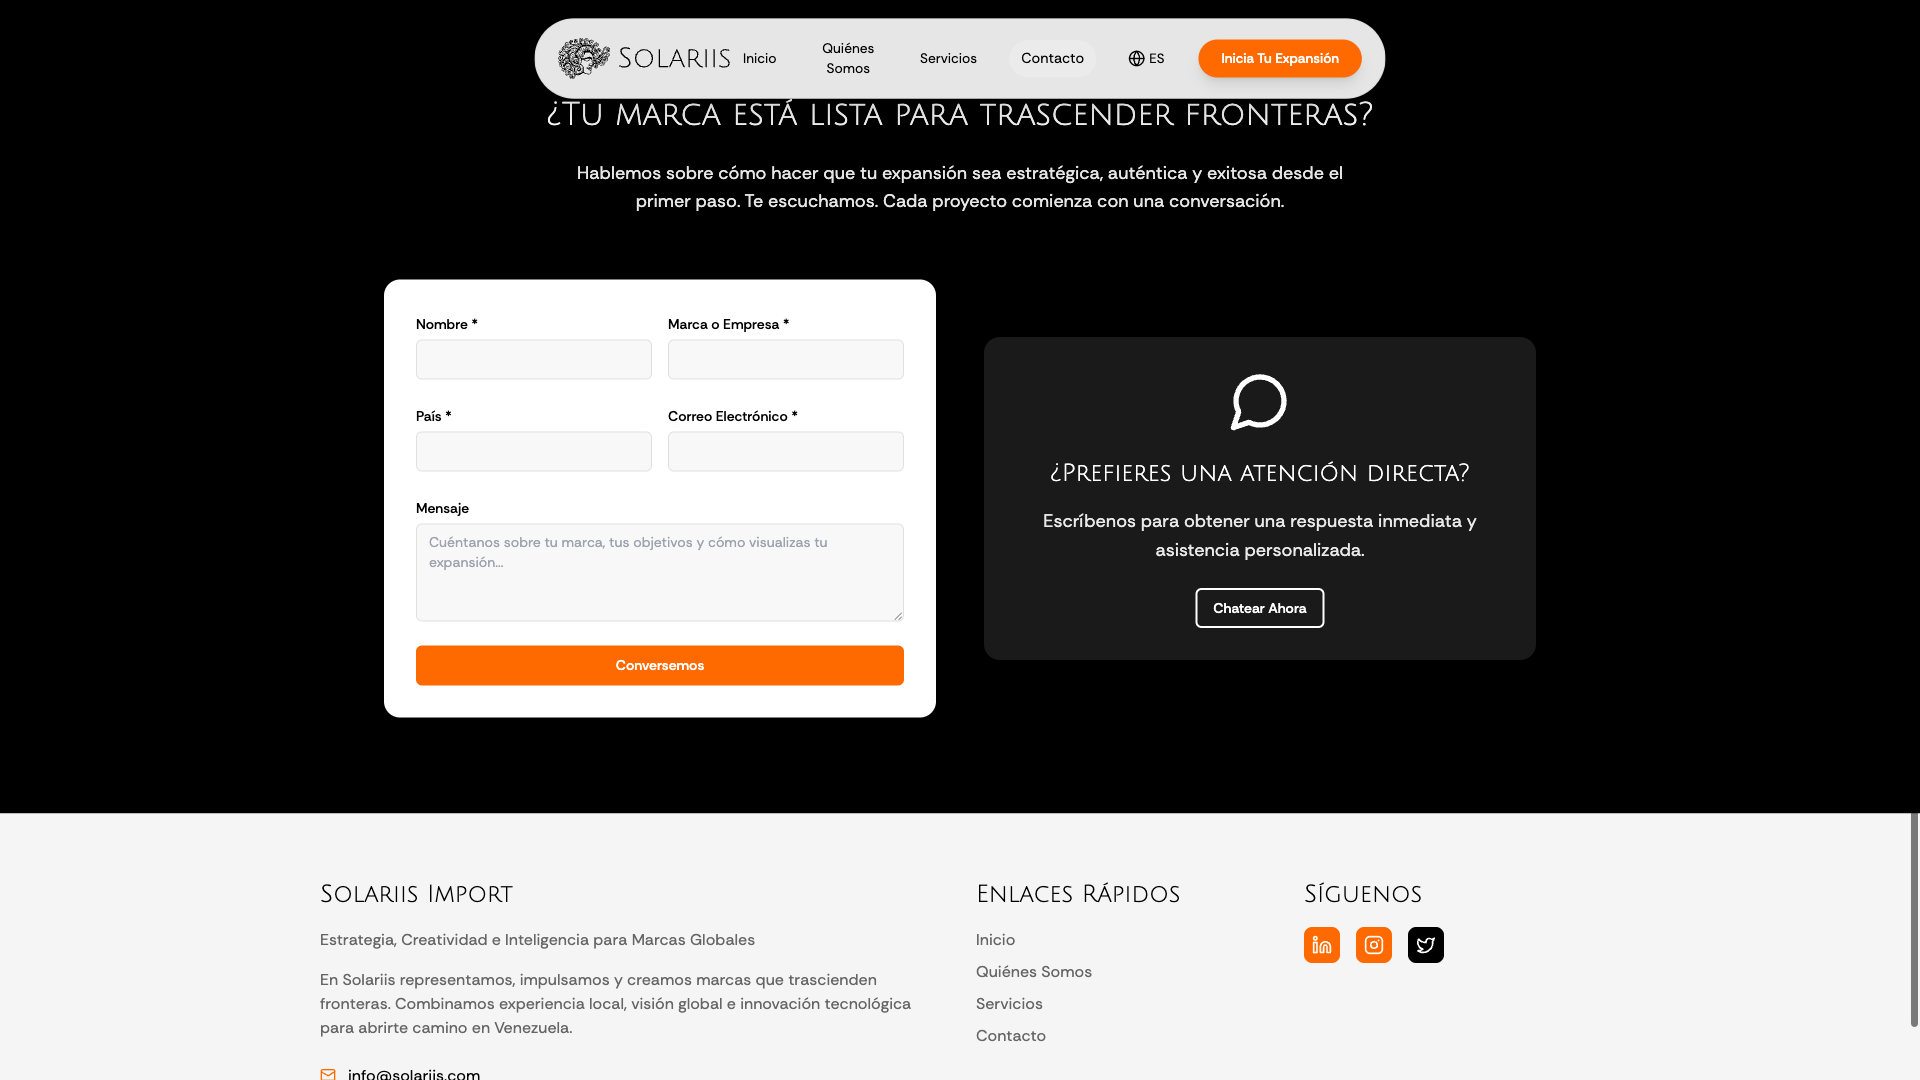 Solariis
Inicio
Quiénes
Somos
Servicios
Contacto
ES
Inicia Tu Expansión
¿Tu marca está lista para trascender fronteras?
Hablemos sobre cómo hacer que tu expansión sea estratégica, auténtica y exitosa desde el
primer paso. Te escuchamos. Cada proyecto comienza con una conversación.
Nombre *
Marca o Empresa *
País *
Correo Electrónico *
Mensaje
Cuéntanos sobre tu marca, tus objetivos y cómo visualizas tu
expansión...
Conversemos
¿Prefieres una atención directa?
Escríbenos para obtener una respuesta inmediata y
asistencia personalizada.
Chatear Ahora
Solariis Import
Estrategia, Creatividad e Inteligencia para Marcas Globales
En Solariis representamos, impulsamos y creamos marcas que trascienden
fronteras. Combinamos experiencia local, visión global e innovación tecnológica
para abrirte camino en Venezuela.
info@solariis.com
Enlaces Rápidos
Inicio
Quiénes Somos
Servicios
Contacto
Síguenos